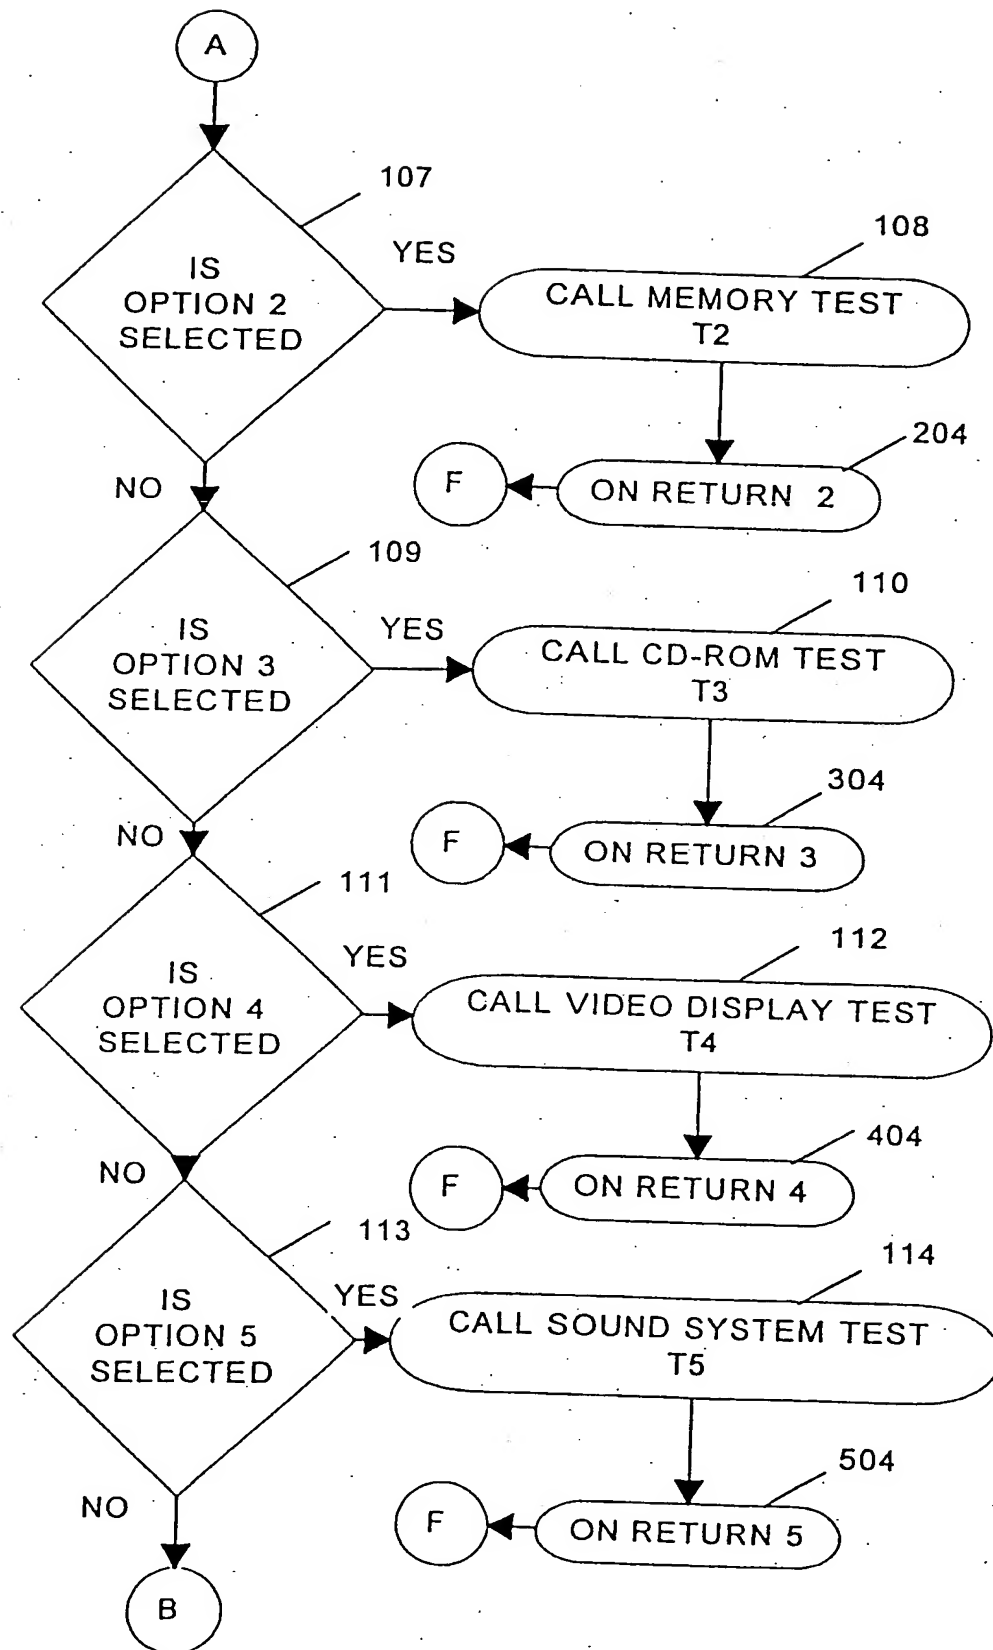 A
107
YES
108
IS
OPTION 2
SELECTED
CALL MEMORY TEST
T2
204
NO
F
ON RETURN 2
109
110
YES
IS
OPTION 3
SELECTED
CALL CD-ROM TEST
T3
304
NO
F
ON RETURN 3
111
112
YES
IS
OPTION 4
SELECTED
CALL VIDEO DISPLAY TEST
T4
404
NO
F
ON RETURN 4
113
114
YES
IS
OPTION 5
SELECTED
CALL SOUND SYSTEM TEST
T5
504
NO
F
ON RETURN 5
B